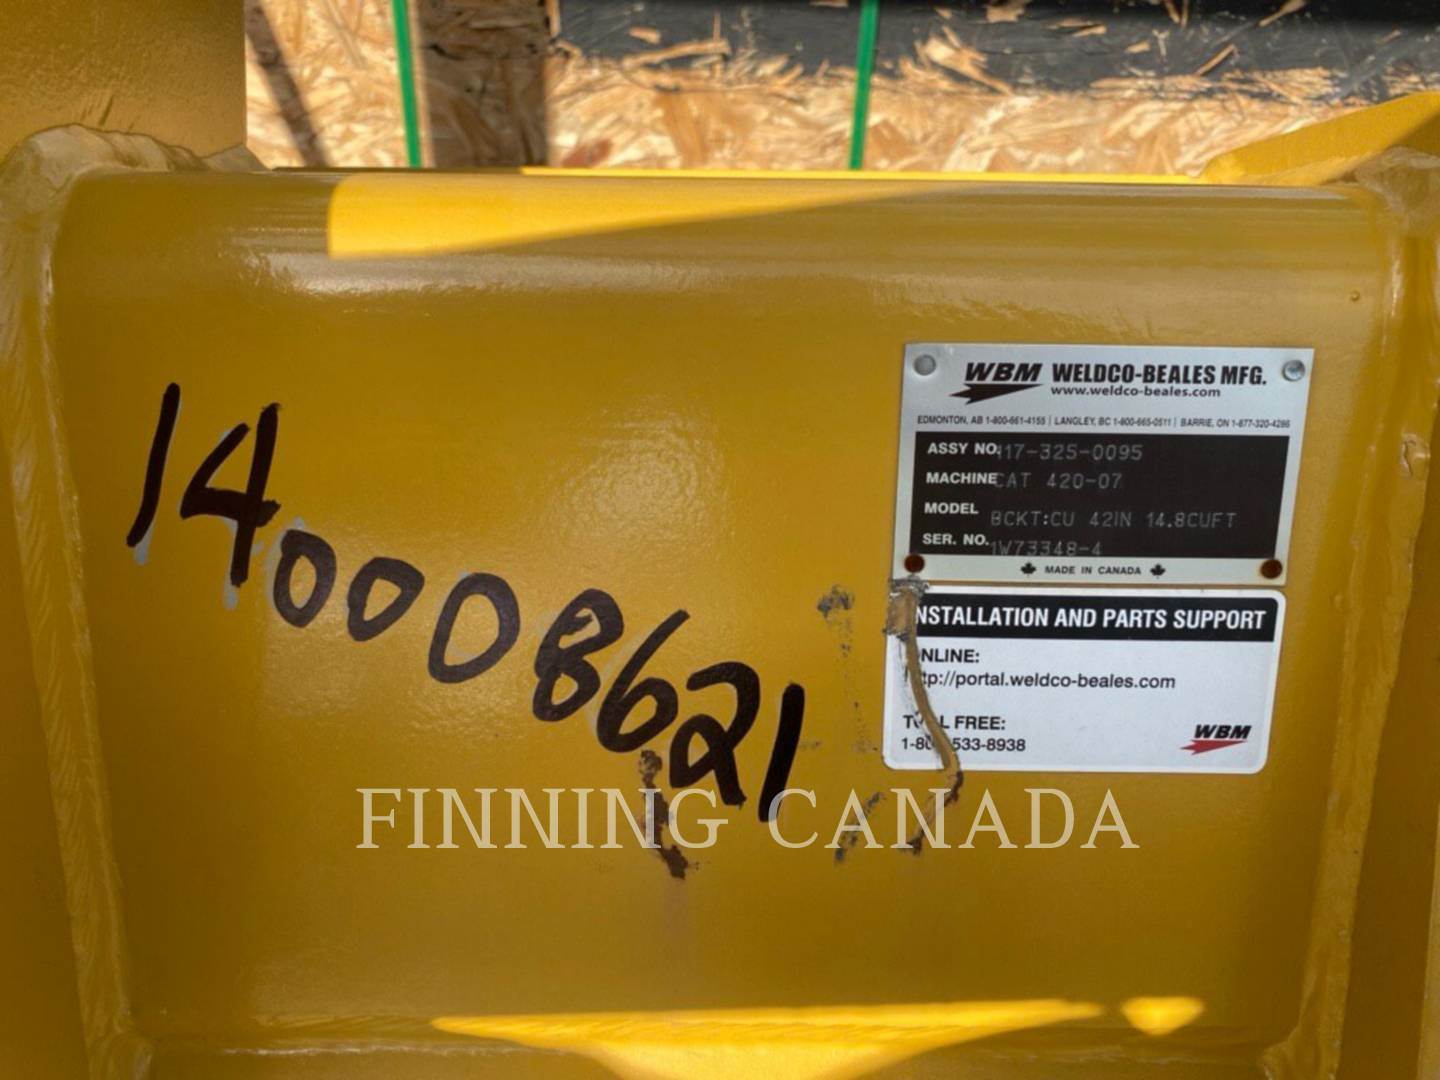 140008621
WBM WELDCO-BEALES MFG.
www.weldco-beales.com
EDMONTON, AB 1-800-661-4155 | LANGLEY, BC 1-800-665-0511 | BARRIE, ON 1-877-320-4286
ASSY NO. 117-325-0095
MACHINE CAT 420-07
MODEL BCKT:CU 42IN 14.8CUFT
SER. NO. 1W73348-4
MADE IN CANADA
INSTALLATION AND PARTS SUPPORT
ONLINE:
http://portal.weldco-beales.com
TOLL FREE:
533-8938
WBM
FINNING CANADA